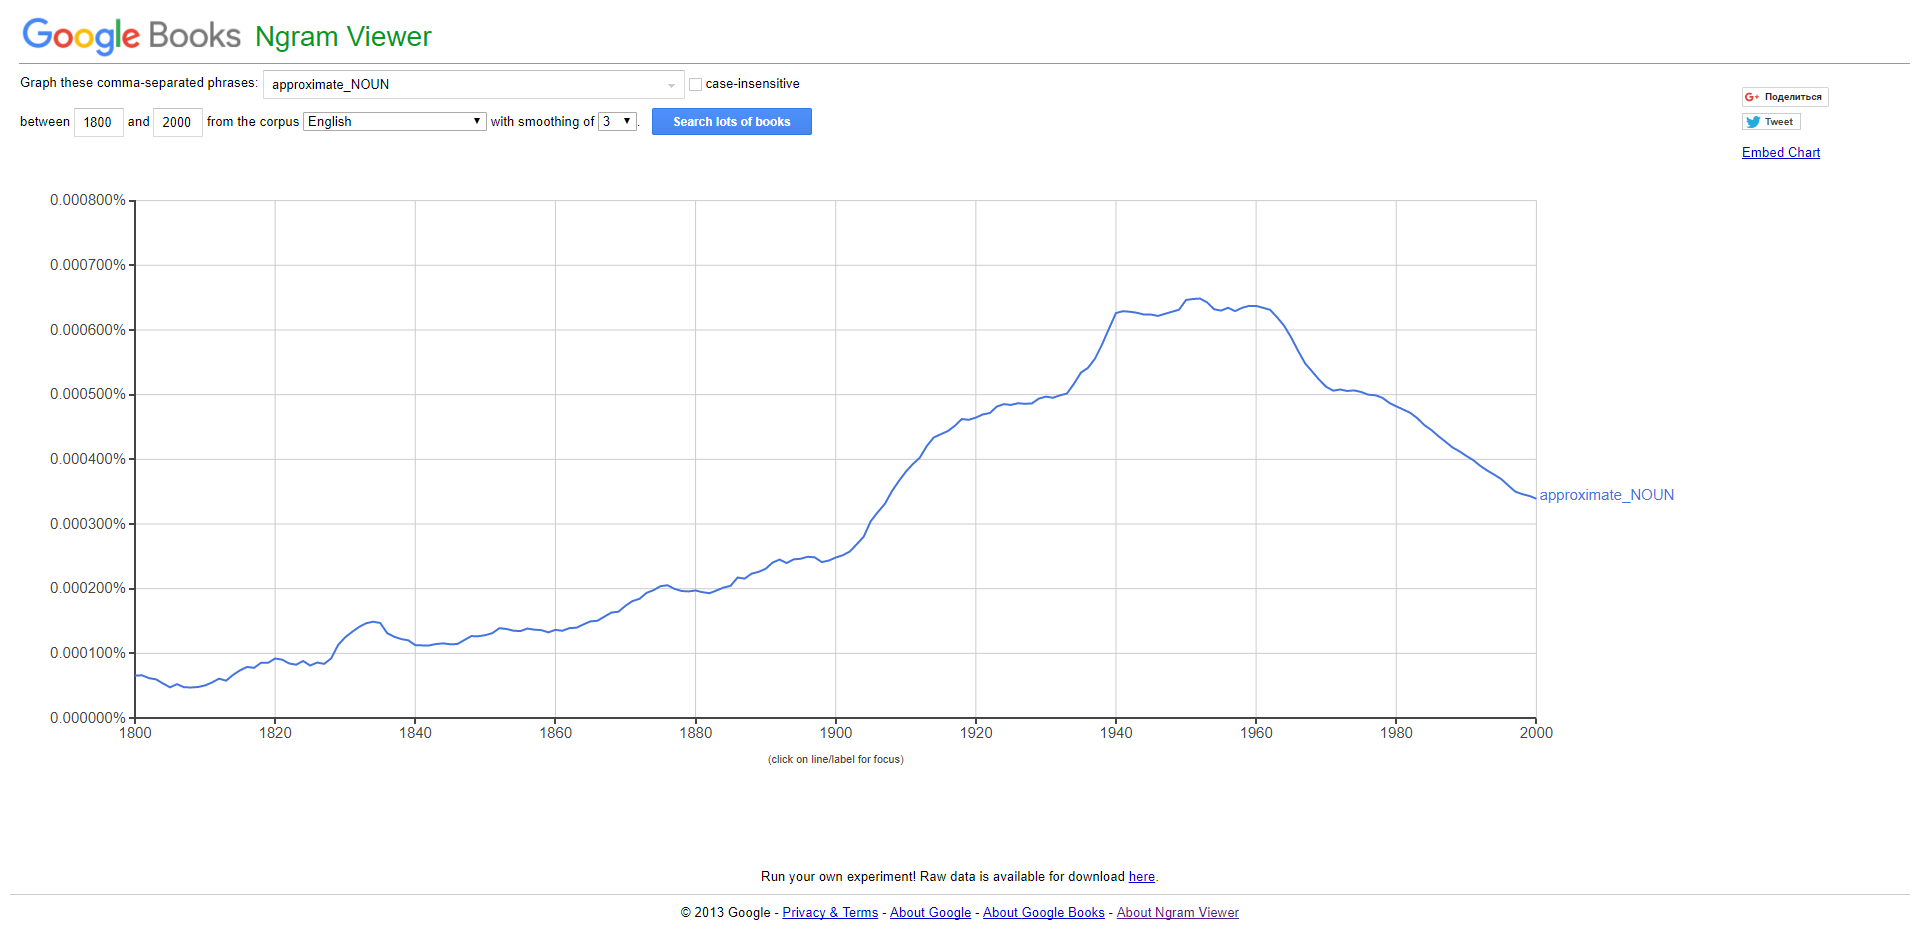 Google Books Ngram Viewer
Graph these comma-separated phrases: approximate_NOUN case-insensitive
between 1800 and 2000 from the corpus English with smoothing of 3. Search lots of books
Поделиться
Tweet
Embed Chart
0.000800%
0.000700%
0.000600%
0.000500%
0.000400%
0.000300%
0.000200%
0.000100%
0.000000%
approximate_NOUN
1800 1820 1840 1860 1880 1900 1920 1940 1960 1980 2000
(click on line/label for focus)
Run your own experiment! Raw data is available for download here.
© 2013 Google - Privacy & Terms - About Google - About Google Books - About Ngram Viewer